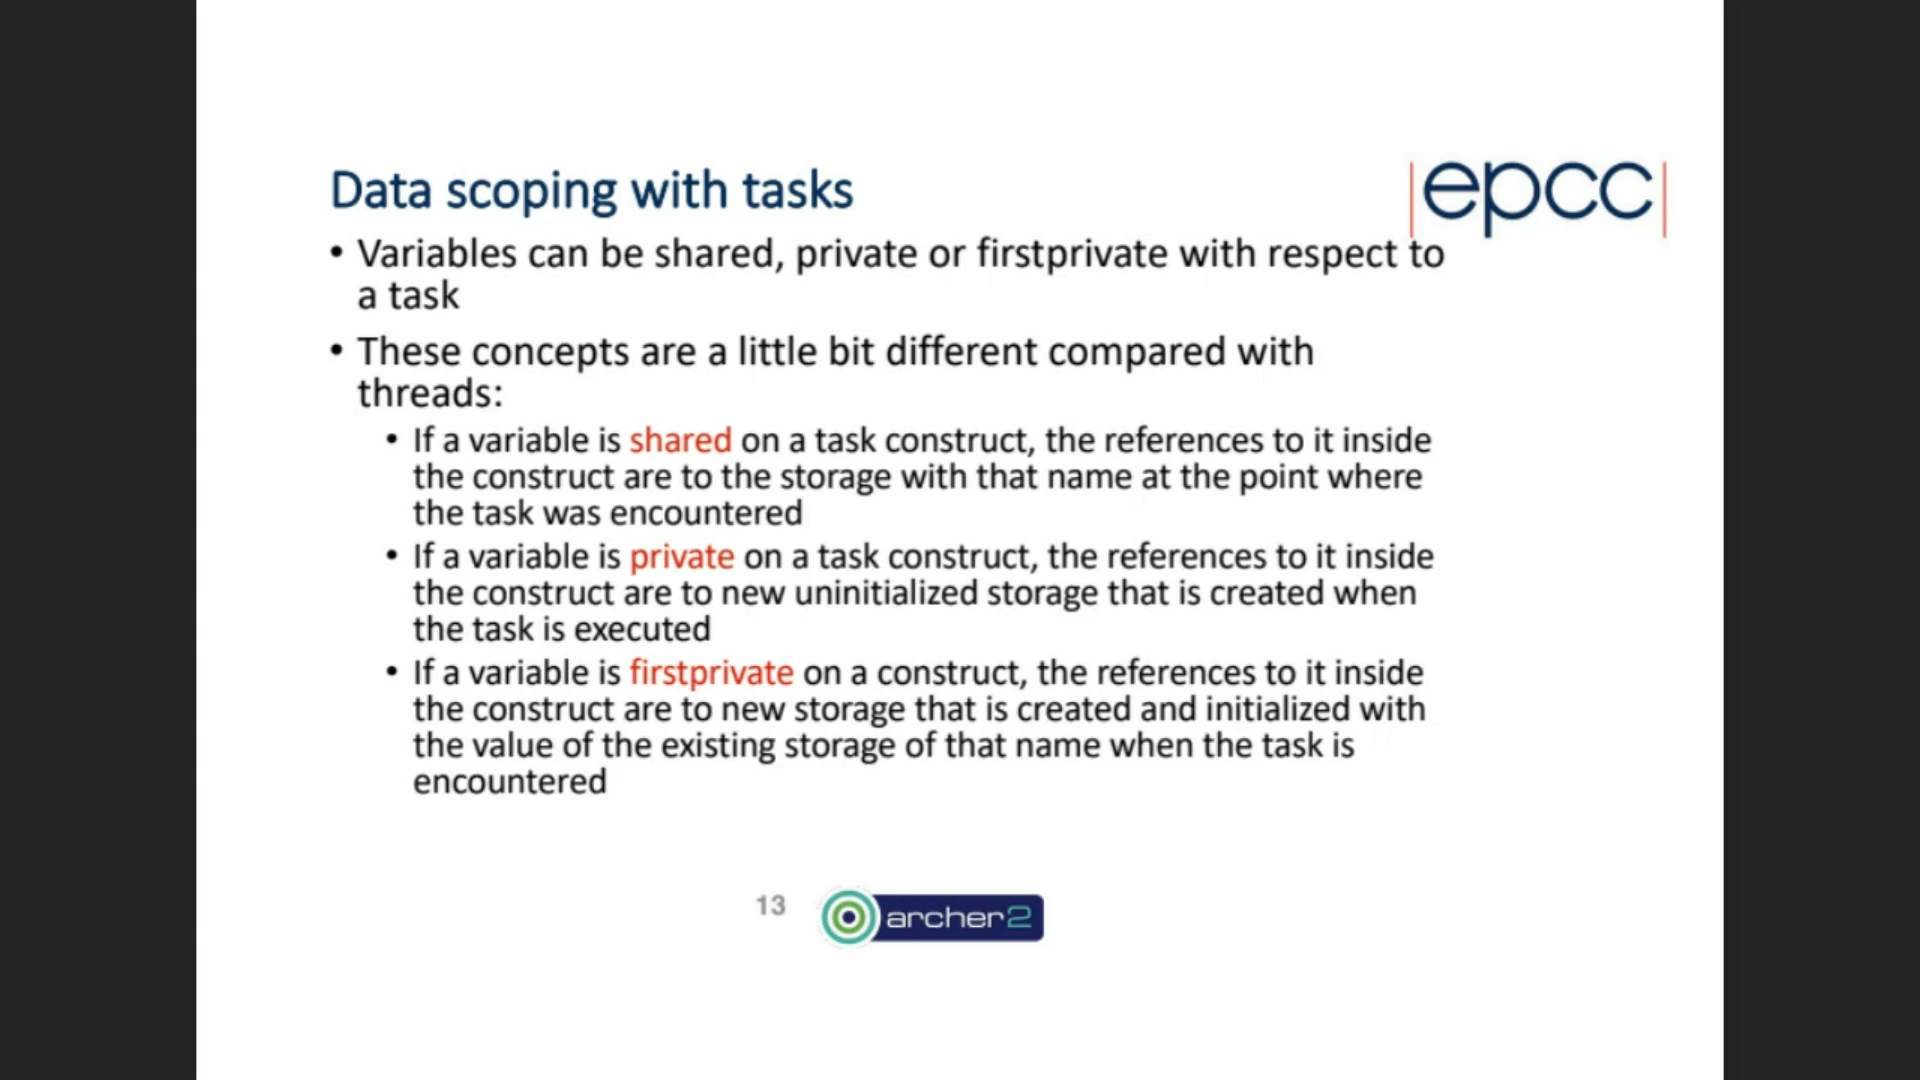 Data scoping with tasks
|epcc|
• Variables can be shared, private or firstprivate with respect to
a task
• These concepts are a little bit different compared with
threads:
• If a variable is shared on a task construct, the references to it inside
the construct are to the storage with that name at the point where
the task was encountered
• If a variable is private on a task construct, the references to it inside
the construct are to new uninitialized storage that is created when
the task is executed
• If a variable is firstprivate on a construct, the references to it inside
the construct are to new storage that is created and initialized with
the value of the existing storage of that name when the task is
encountered
13
archer2